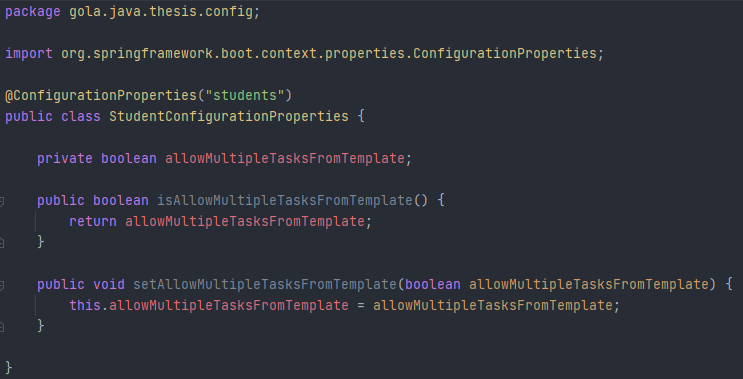 package gola.java.thesis.config;
import org.springframework.boot.context.properties.ConfigurationProperties;
@ConfigurationProperties("students")
public class StudentConfigurationProperties {
private boolean allowMultipleTasksFromTemplate;
public boolean isAllowMultipleTasksFromTemplate() {
return allowMultipleTasksFromTemplate;
}
public void setAllowMultipleTasksFromTemplate(boolean allowMultipleTasksFromTemplate) {
this.allowMultipleTasksFromTemplate = allowMultipleTasksFromTemplate;
}
}